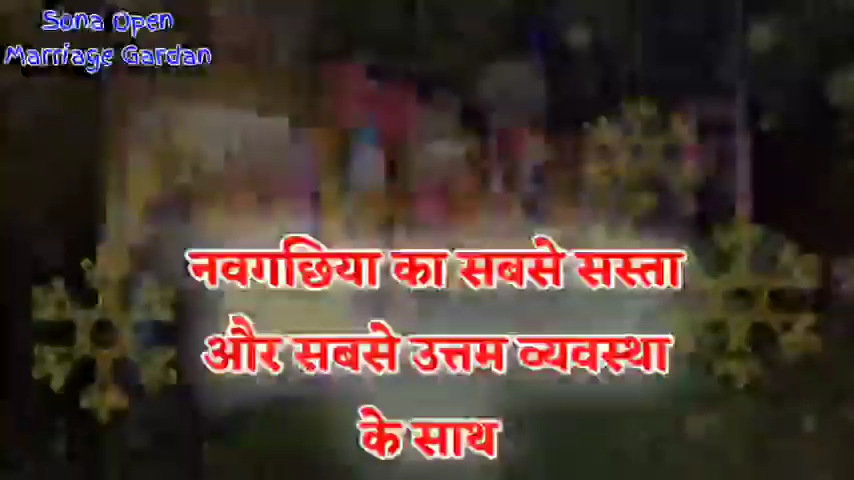 Sona Open
Marriage Gardan
नवगछिया का सबसे सस्ता
और सबसे उत्तम व्यवस्था
के साथ